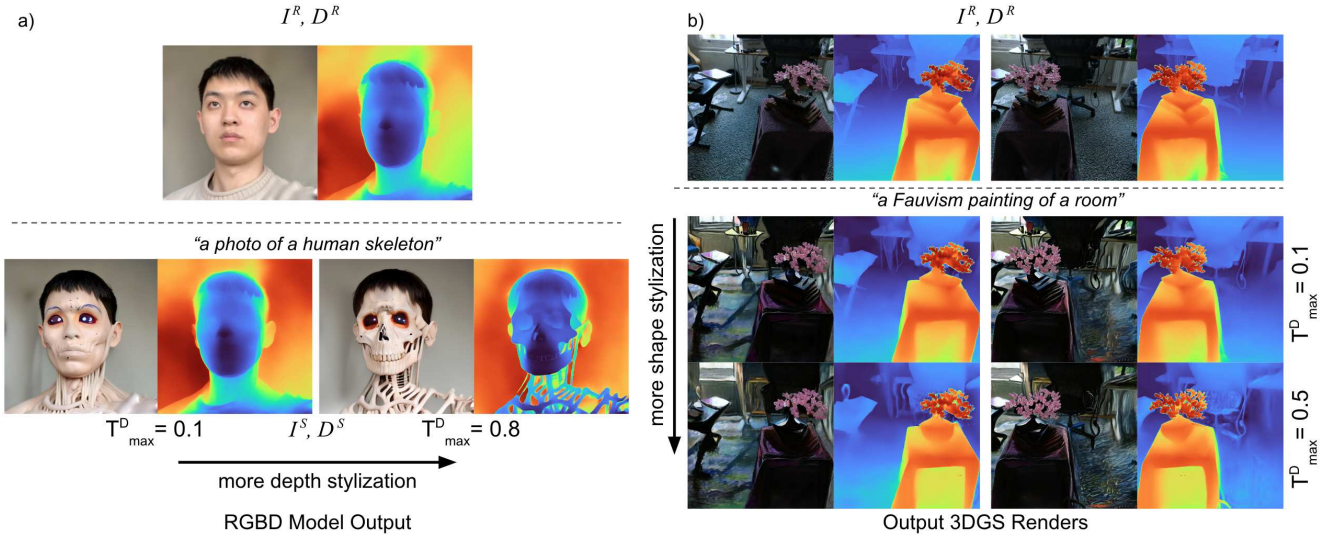 a)
I^R, D^R
“a photo of a human skeleton”
T^D_max = 0.1
I^S, D^S
T^D_max = 0.8
more depth stylization
RGBD Model Output
b)
I^R, D^R
“a Fauvism painting of a room”
more shape stylization
T^D_max = 0.1
T^D_max = 0.5
Output 3DGS Renders